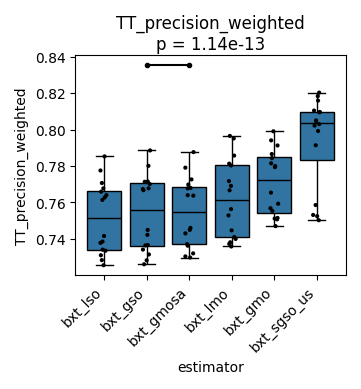 TT_precision_weighted
p = 1.14e-13
0.84
0.82
0.80
0.78
0.76
0.74
TT_precision_weighted
bxt_lso
bxt_gso
bxt_gmosa
bxt_lmo
bxt_gmo
bxt_sgso_us
estimator